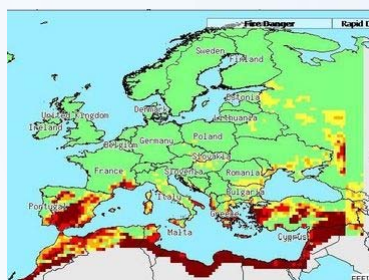 Fire Danger
Rapid D
Sweden
Finland
Estonia
Denmark
Lithuania
United Kingdom
Ireland
Poland
Belgium
Germany
Slovakia
France
Slovenia
Romania
Italy
Bulgaria
Portugal
Greece
Malta
Cyprus